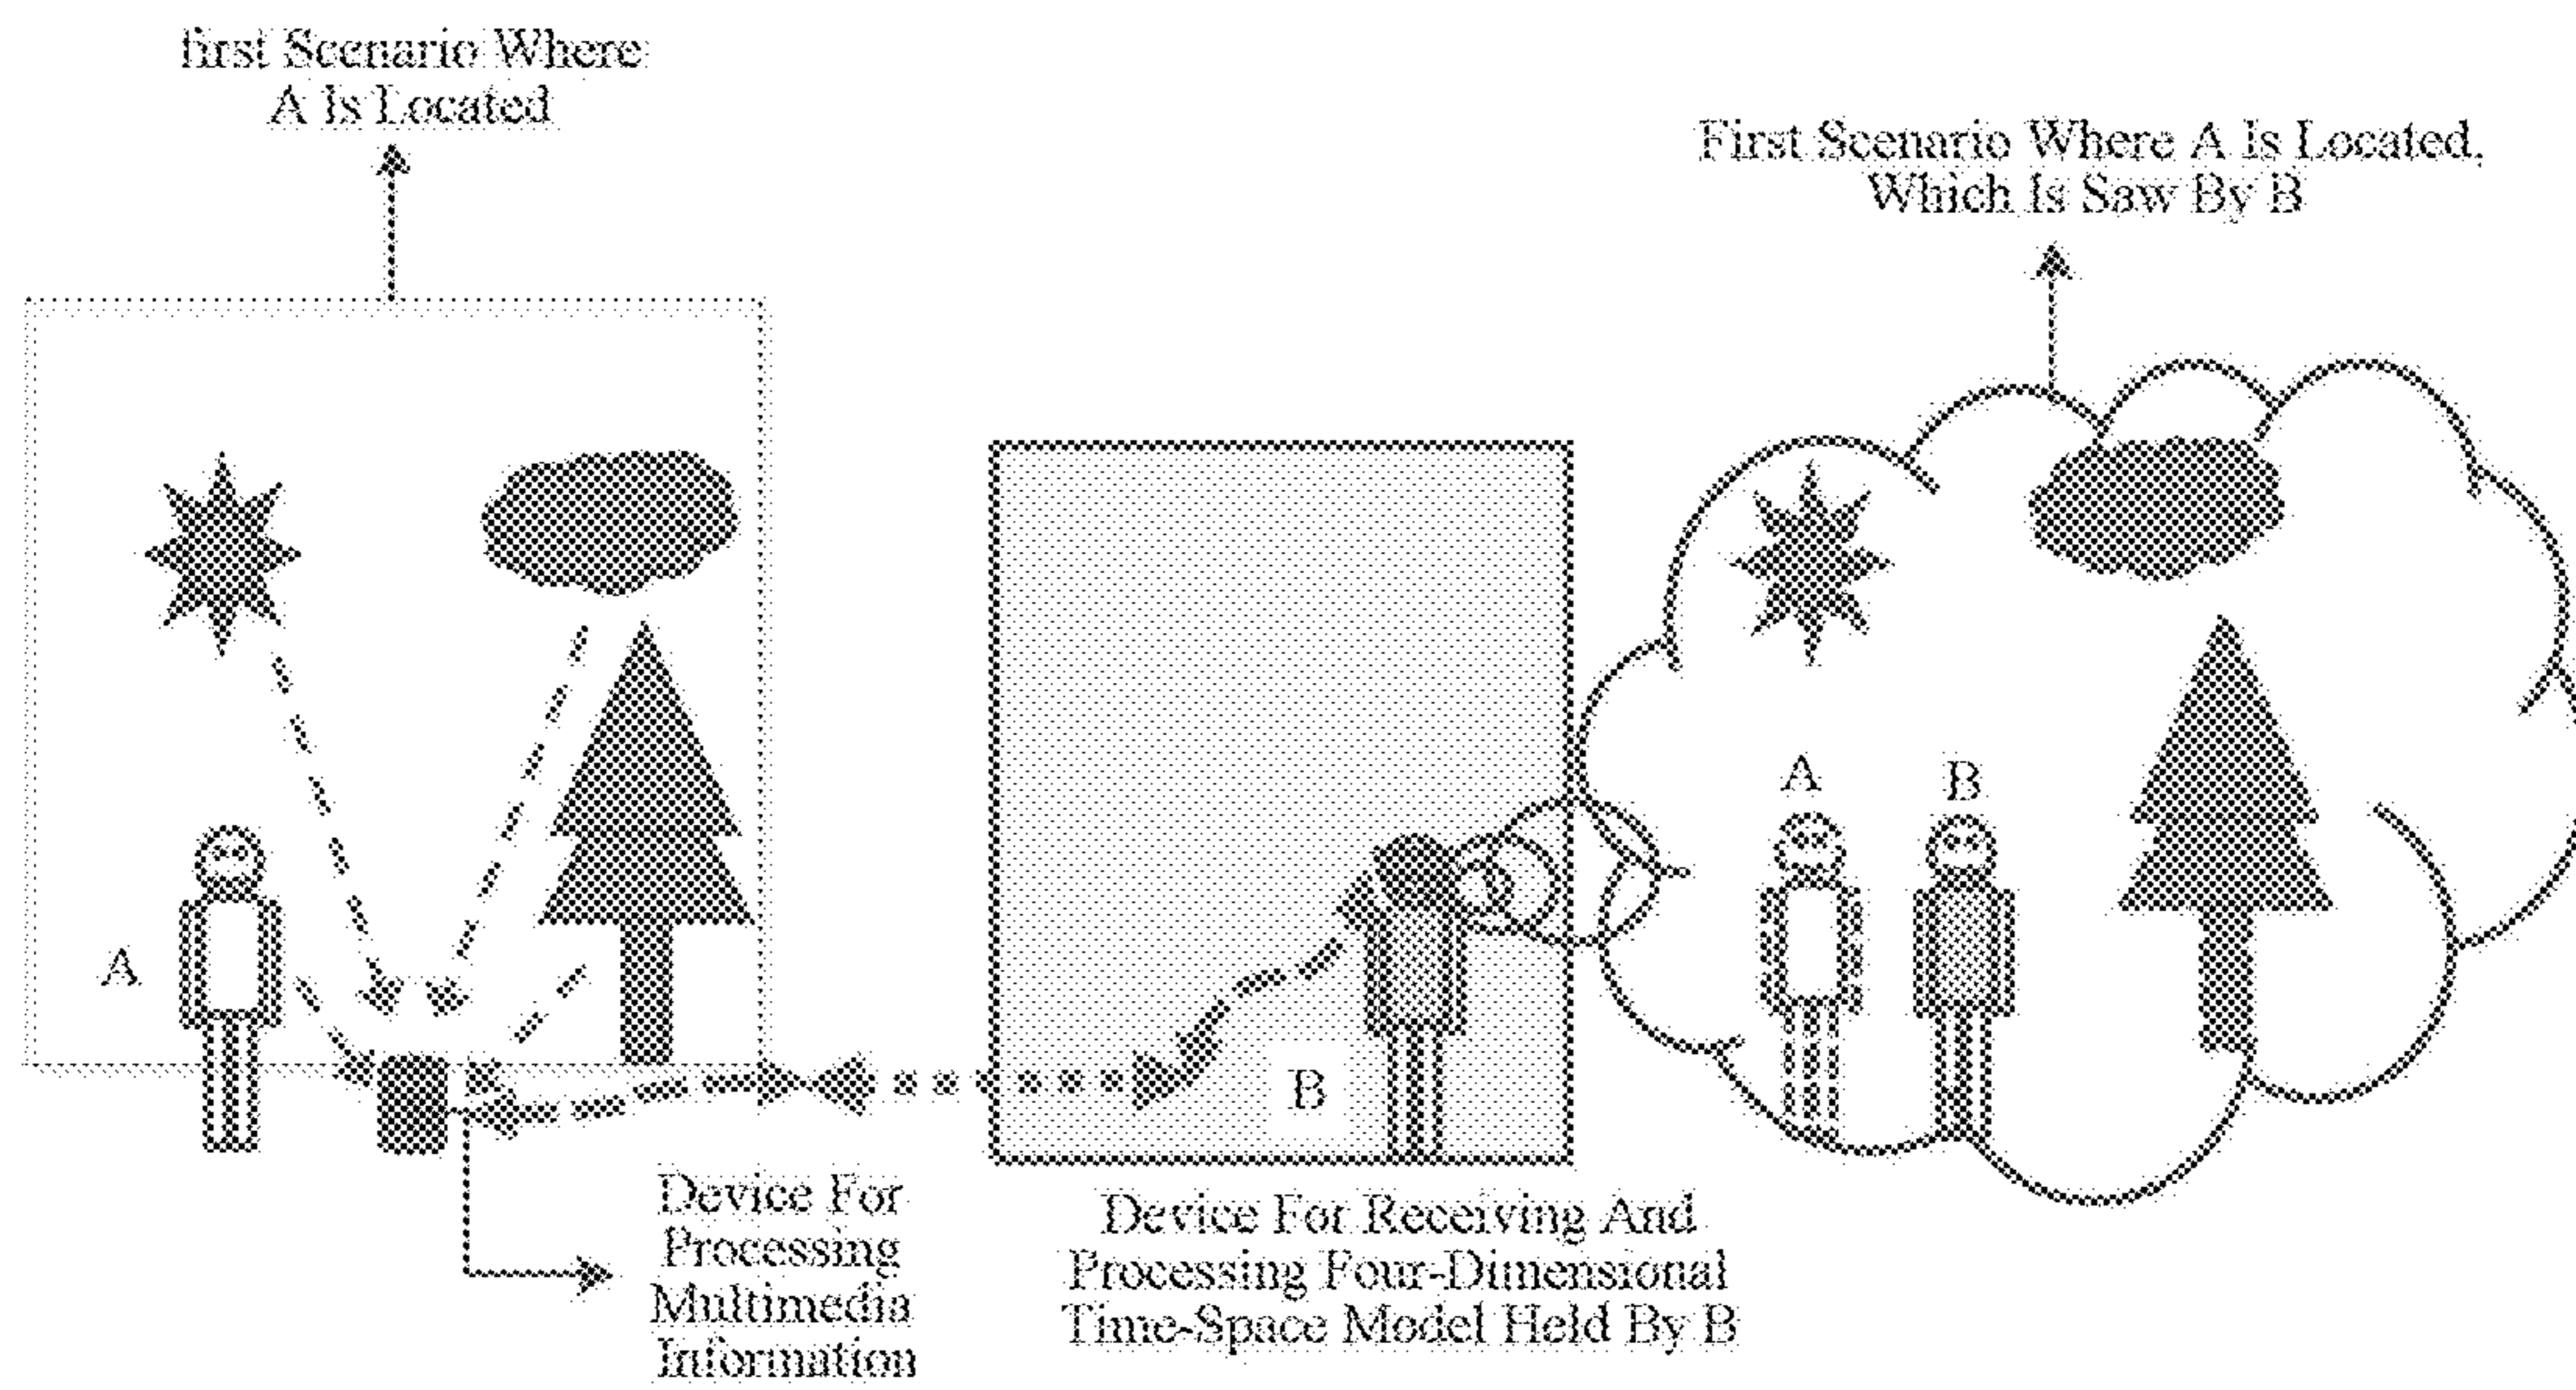 first Scenario Where
A Is Located
First Scenario Where A Is Located,
Which Is Saw By B
A
B
A
B
Device For
Processing
Multimedia
Information
Device For Receiving And
Processing Four-Dimensional
Time-Space Model Held By B